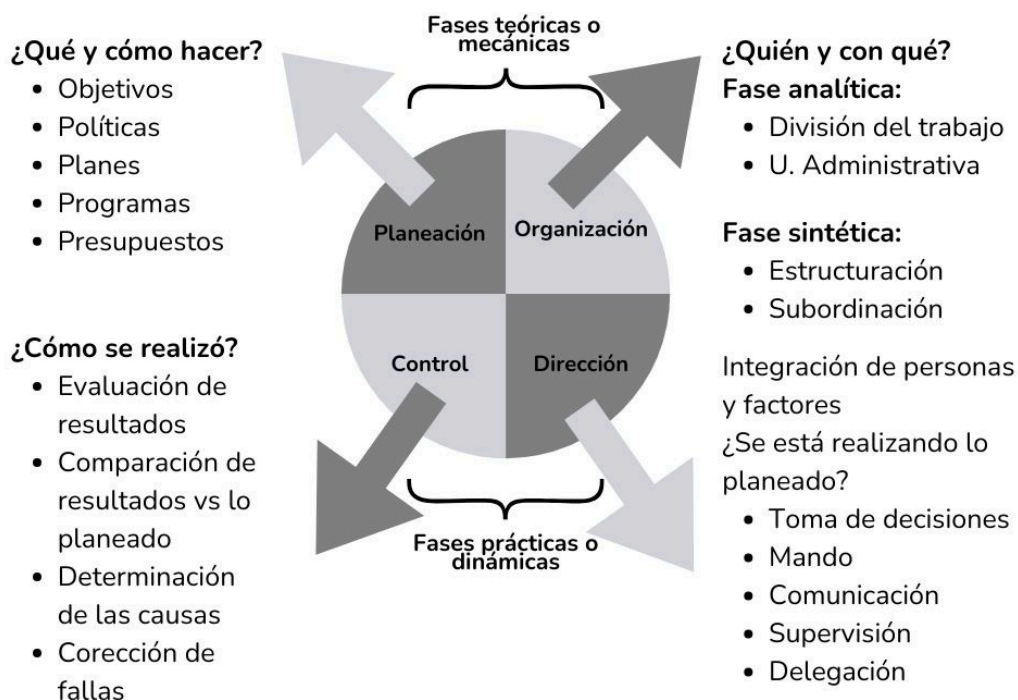 Fases teóricas o
mecánicas
¿Qué y cómo hacer?
• Objetivos
• Políticas
• Planes
• Programas
• Presupuestos
¿Quién y con qué?
Fase analítica:
• División del trabajo
• U. Administrativa
Fase sintética:
• Estructuración
• Subordinación
Planeación
Organización
Control
Dirección
¿Cómo se realizó?
• Evaluación de
resultados
• Comparación de
resultados vs lo
planeado
• Determinación
de las causas
• Corección de
fallas
Integración de personas
y factores
¿Se está realizando lo
planeado?
• Toma de decisiones
• Mando
• Comunicación
• Supervisión
• Delegación
Fases prácticas o
dinámicas